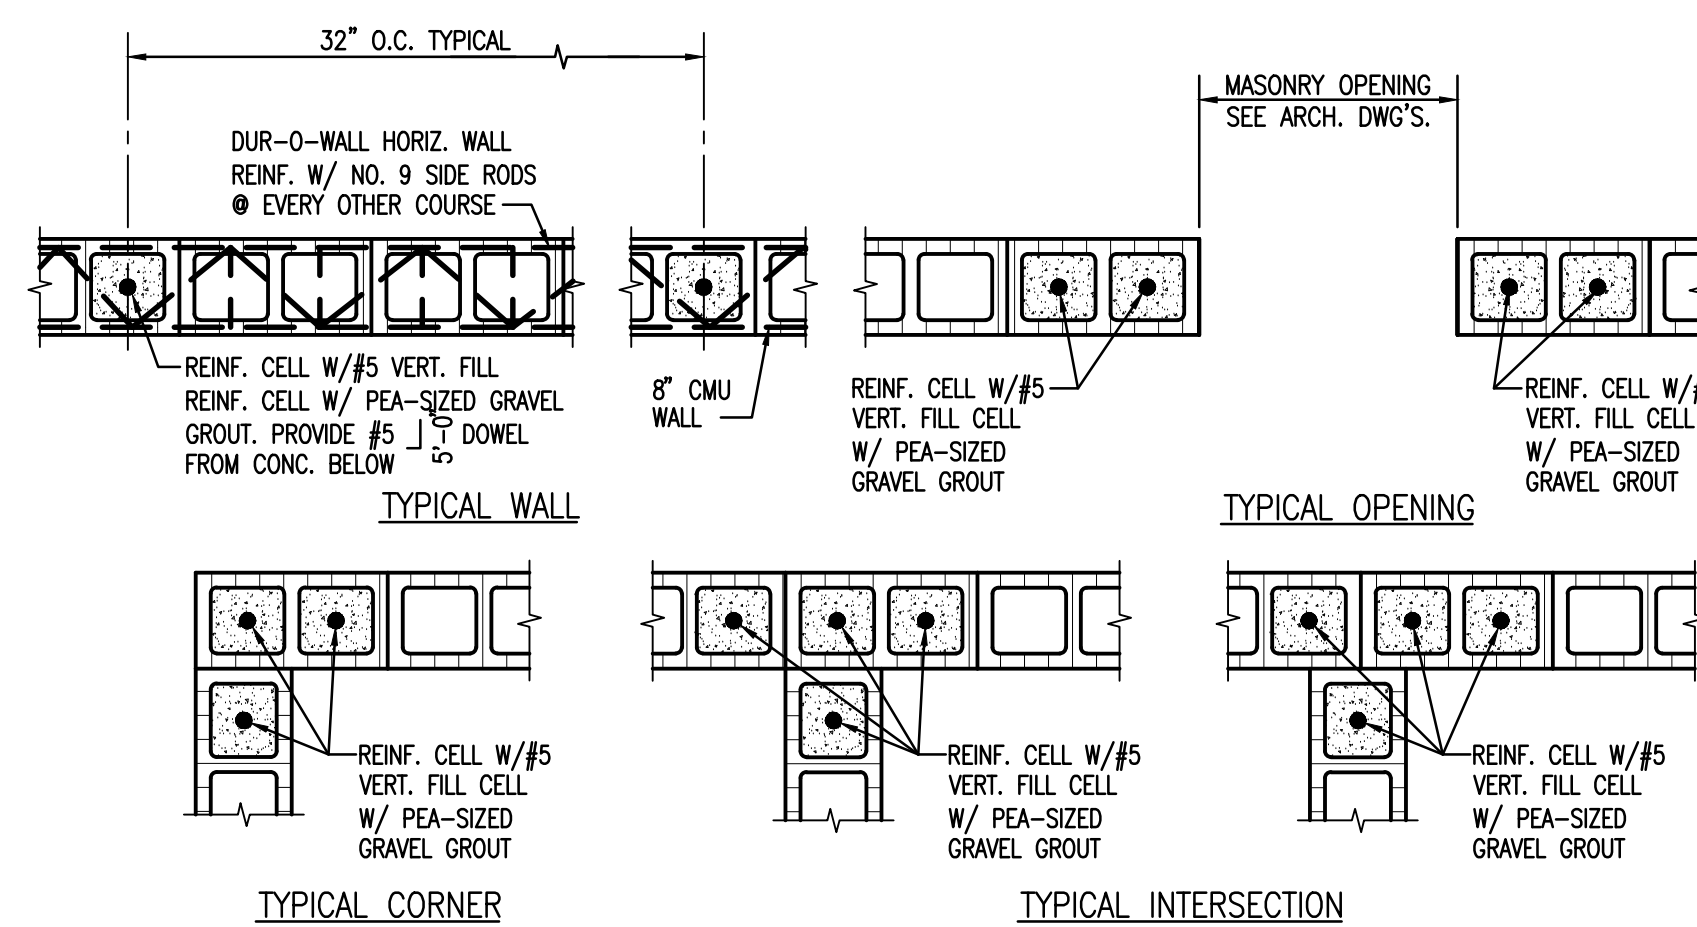 32" O.C. TYPICAL
MASONRY OPENING
SEE ARCH. DWG'S.
DUR-O-WALL HORIZ. WALL
REINF. W/ NO. 9 SIDE RODS
@ EVERY OTHER COURSE
REINF. CELL W/#5 VERT. FILL
REINF. CELL W/ PEA-SIZED GRAVEL
GROUT. PROVIDE #5 5'-0" DOWEL
FROM CONC. BELOW
8" CMU
WALL
REINF. CELL W/#5
VERT. FILL CELL
W/ PEA-SIZED
GRAVEL GROUT
REINF. CELL W/#
VERT. FILL CELL
W/ PEA-SIZED
GRAVEL GROUT
TYPICAL WALL
TYPICAL OPENING
REINF. CELL W/#5
VERT. FILL CELL
W/ PEA-SIZED
GRAVEL GROUT
REINF. CELL W/#5
VERT. FILL CELL
W/ PEA-SIZED
GRAVEL GROUT
REINF. CELL W/#5
VERT. FILL CELL
W/ PEA-SIZED
GRAVEL GROUT
TYPICAL CORNER
TYPICAL INTERSECTION